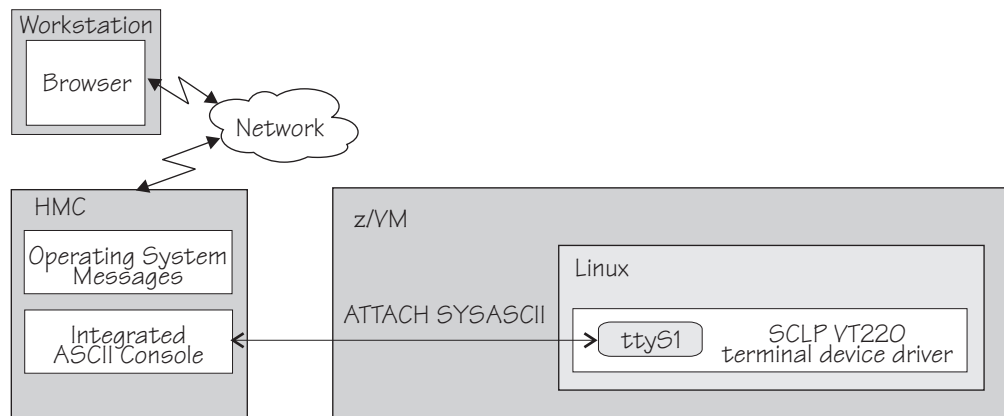 Workstation
Browser
Network
HMC
Operating System
Messages
Integrated
ASCII Console
z/VM
ATTACH SYSASCII
Linux
ttyS1
SCLP VT220
terminal device driver